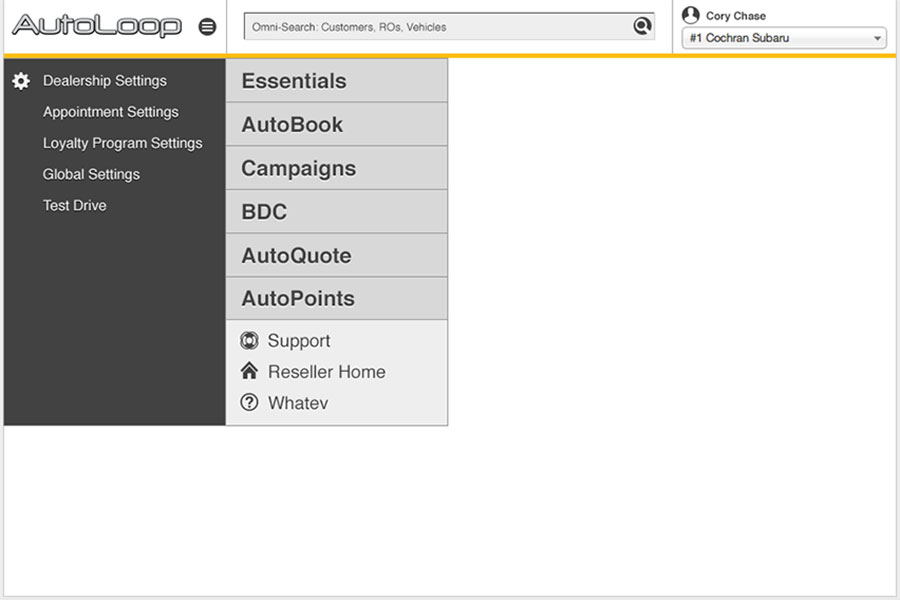 AutoLoop
Omni-Search: Customers, ROs, Vehicles
Cory Chase
#1 Cochran Subaru
Dealership Settings
Appointment Settings
Loyalty Program Settings
Global Settings
Test Drive
Essentials
AutoBook
Campaigns
BDC
AutoQuote
AutoPoints
Support
Reseller Home
? Whatev